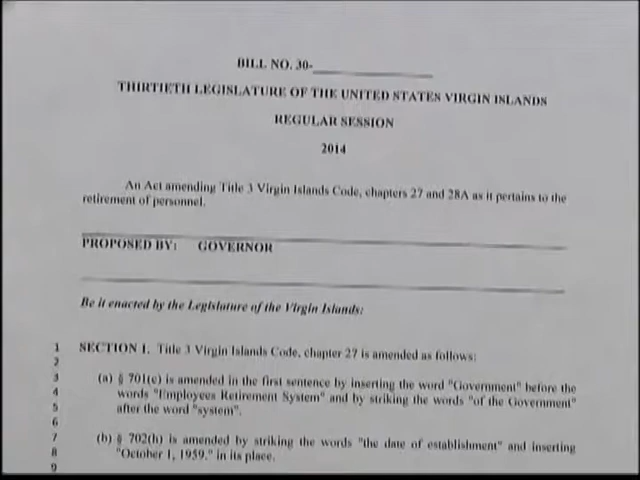 BILL NO. 30-
THIRTIETH LEGISLATURE OF THE UNITED STATES VIRGIN ISLANDS
REGULAR SESSION
2014
An Act amending Title 3 Virgin Islands Code, chapters 27 and 28A as it pertains to the
retirement of personnel.
PROPOSED BY: GOVERNOR
Be it enacted by the Legislature of the Virgin Islands:
1 SECTION 1. Title 3 Virgin Islands Code, chapter 27 is amended as follows:
2
3 (a) § 701(c) is amended in the first sentence by inserting the word "Government" before the
4 words "Employees Retirement System" and by striking the words "of the Government"
5 after the word "system".
6
7 (b) § 702(h) is amended by striking the words "the date of establishment" and inserting
8 "October 1, 1959." in its place.
9